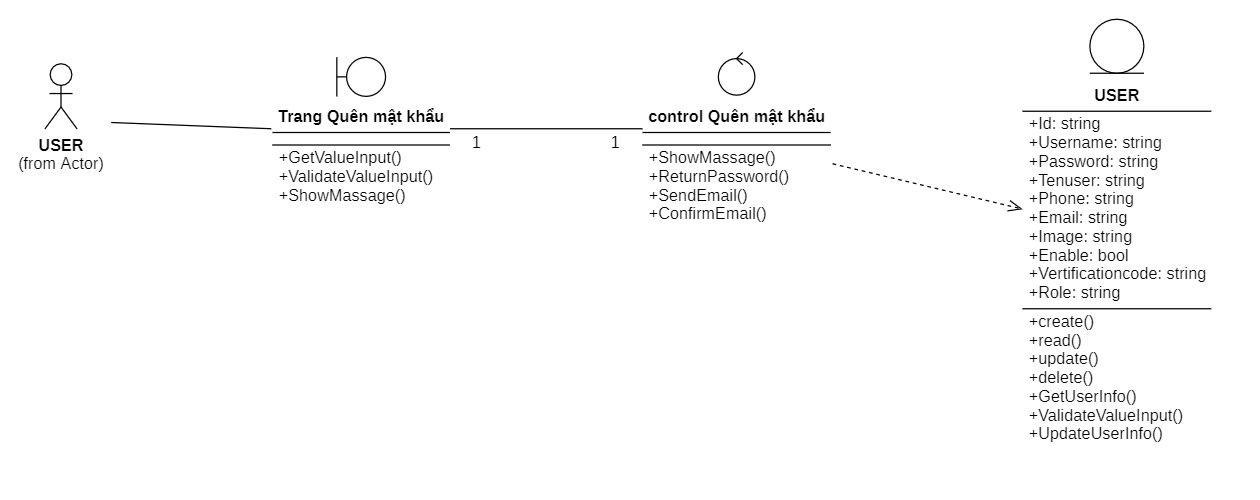 USER
(from Actor)
Trang Quên mật khẩu
+GetValueInput()
+ValidateValueInput()
+ShowMassage()
1
1
control Quên mật khẩu
+ShowMassage()
+ReturnPassword()
+SendEmail()
+ConfirmEmail()
USER
+Id: string
+Username: string
+Password: string
+Tenuser: string
+Phone: string
+Email: string
+Image: string
+Enable: bool
+Vertificationcode: string
+Role: string
+create()
+read()
+update()
+delete()
+GetUserInfo()
+ValidateValueInput()
+UpdateUserInfo()